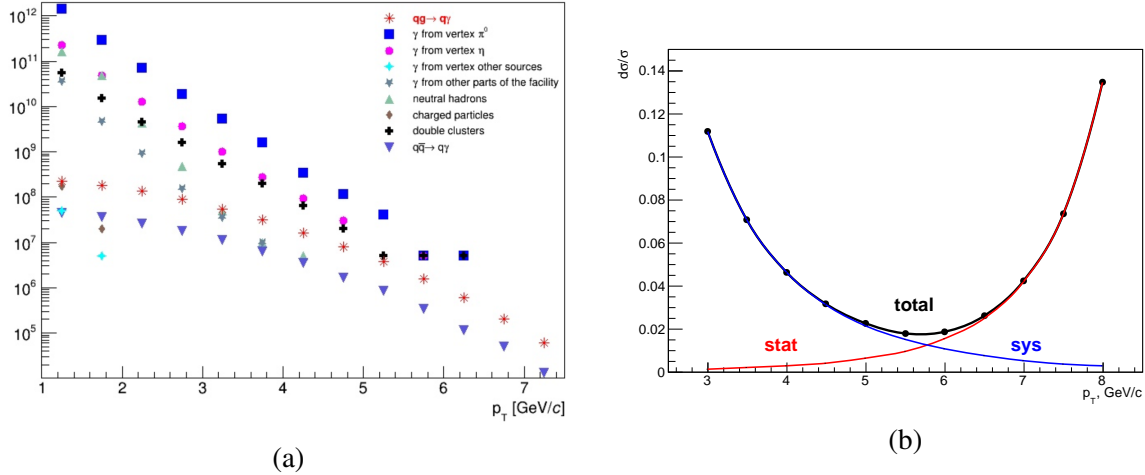 10¹²
10¹¹
10¹⁰
10⁹
10⁸
10⁷
10⁶
10⁵
1 2 3 4 5 6 7
p_T [GeV/c]
qg→ qγ
γ from vertex π⁰
γ from vertex η
γ from vertex other sources
γ from other parts of the facility
neutral hadrons
charged particles
double clusters
qq̅→ qγ
(a)
dσ/σ
0.14
0.12
0.1
0.08
0.06
0.04
0.02
0
3 4 5 6 7 8
p_T, GeV/c
total
stat
sys
(b)